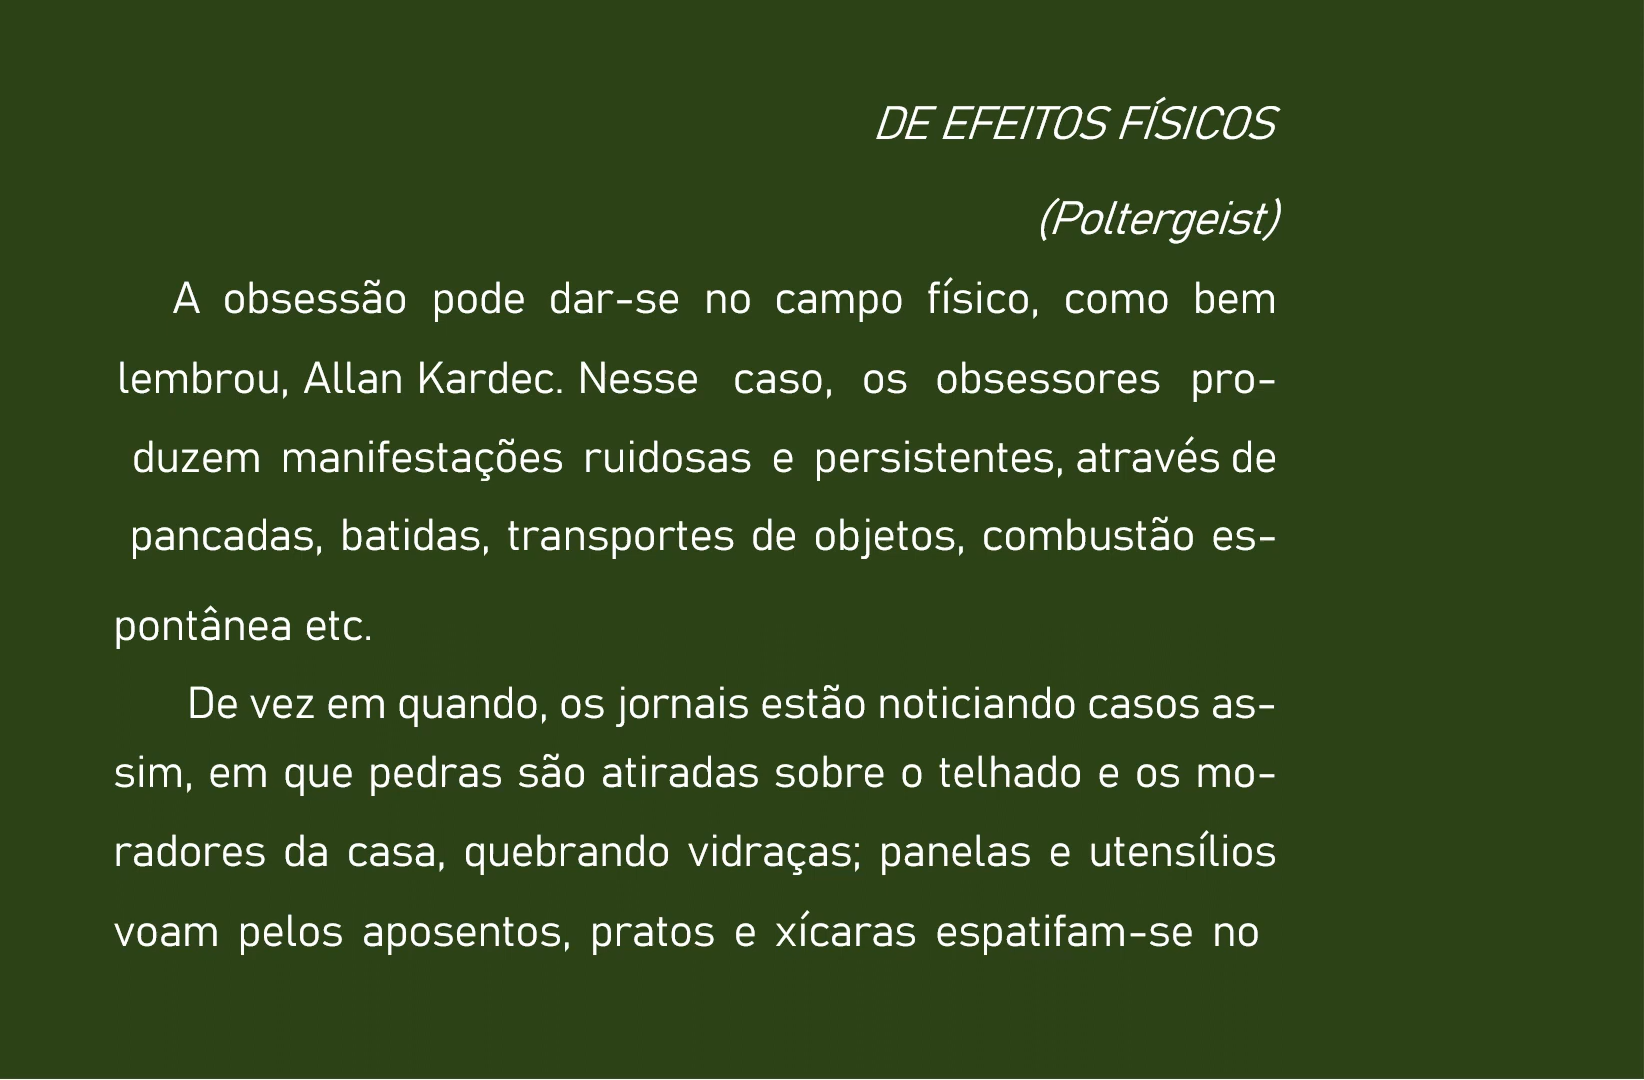 DE EFEITOS FÍSICOS
(Poltergeist)
A obsessão pode dar-se no campo físico, como bem
lembrou, Allan Kardec. Nesse caso, os obsessores pro-
duzem manifestações ruidosas e persistentes, através de
pancadas, batidas, transportes de objetos, combustão es-
pontânea etc.
De vez em quando, os jornais estão noticiando casos as-
sim, em que pedras são atiradas sobre o telhado e os mo-
radores da casa, quebrando vidraças; panelas e utensílios
voam pelos aposentos, pratos e xícaras espatifam-se no